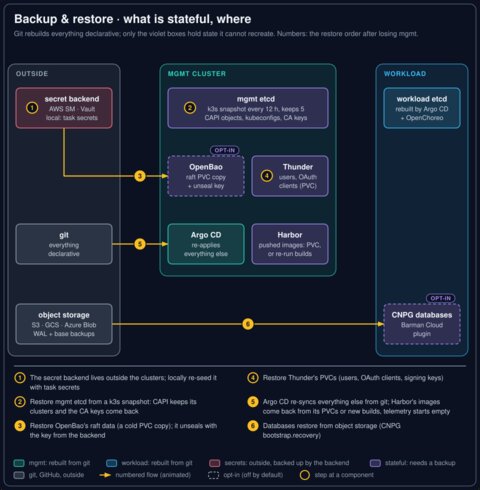 Backup & restore · what is stateful, where
Git rebuilds everything declarative; only the violet boxes hold state it cannot recreate. Numbers: the restore order after losing mgmt.
OUTSIDE
MGMT CLUSTER
WORKLOAD
1
secret backend
AWS SM · Vault
local: task secrets
2
mgmt etcd
k3s snapshot every 12 h, keeps 5
CAPI objects, kubeconfigs, CA keys
workload etcd
rebuilt by Argo CD
+ OpenChoreo
OPT-IN
3
OpenBao
raft PVC copy
+ unseal key
4
Thunder
users, OAuth
clients (PVC)
git
everything
declarative
5
Argo CD
re-applies
everything else
Harbor
pushed images: PVC,
or re-run builds
OPT-IN
object storage
S3 · GCS · Azure Blob
WAL + base backups
6
CNPG databases
Barman Cloud
plugin
1 The secret backend lives outside the clusters; locally re-seed it
with task secrets
2 Restore mgmt etcd from a k3s snapshot: CAPI keeps its
clusters and the CA keys come back
3 Restore OpenBao's raft data (a cold PVC copy); it unseals with
the key from the backend
4 Restore Thunder's PVCs (users, OAuth clients, signing keys)
5 Argo CD re-syncs everything else from git; Harbor's images
come back from its PVCs or new builds, telemetry starts empty
6 Databases restore from object storage (CNPG
bootstrap.recovery)
mgmt: rebuilt from git
workload: rebuilt from git
secrets: outside, backed up by the backend
stateful: needs a backup
git, GitHub, outside
numbered flow (animated)
opt-in (off by default)
step at a component